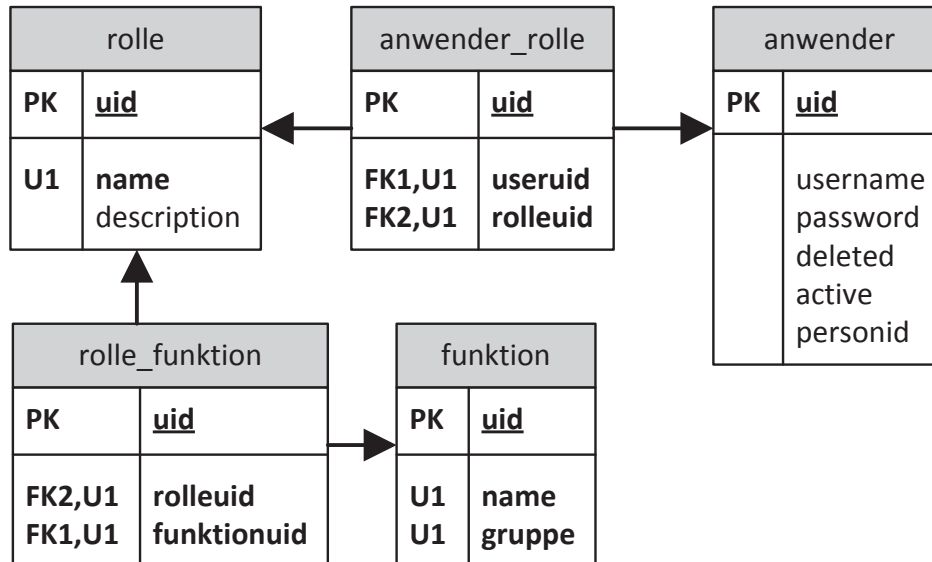 rolle
PK uid
U1 name
description
anwender_rolle
PK uid
FK1,U1 useruid
FK2,U1 rolleuid
anwender
PK uid
username
password
deleted
active
personid
rolle_funktion
PK uid
FK2,U1 rolleuid
FK1,U1 funktionuid
funktion
PK uid
U1 name
U1 gruppe